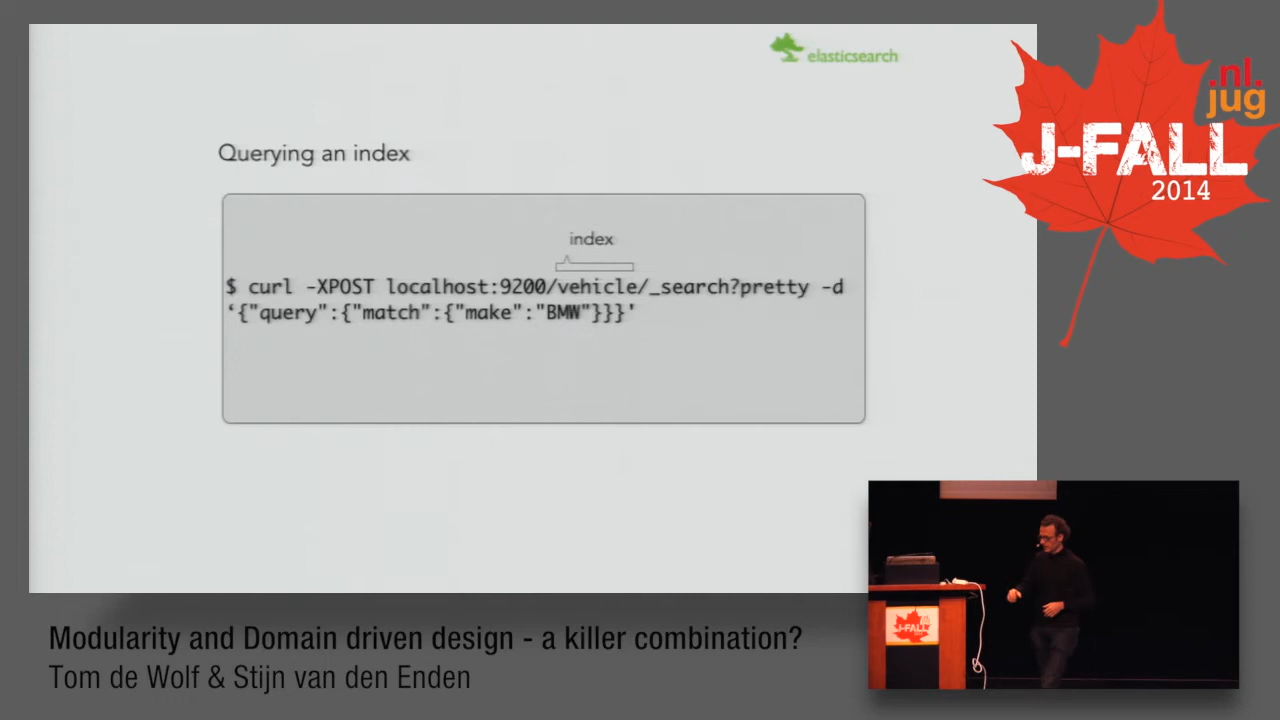 elasticsearch
.nl.
jug
J-FALL
2014
Querying an index
index
$ curl -XPOST localhost:9200/vehicle/_search?pretty -d
‘{"query":{"match":{"make":"BMW"}}}'
J-FALL
Modularity and Domain driven design - a killer combination?
Tom de Wolf & Stijn van den Enden